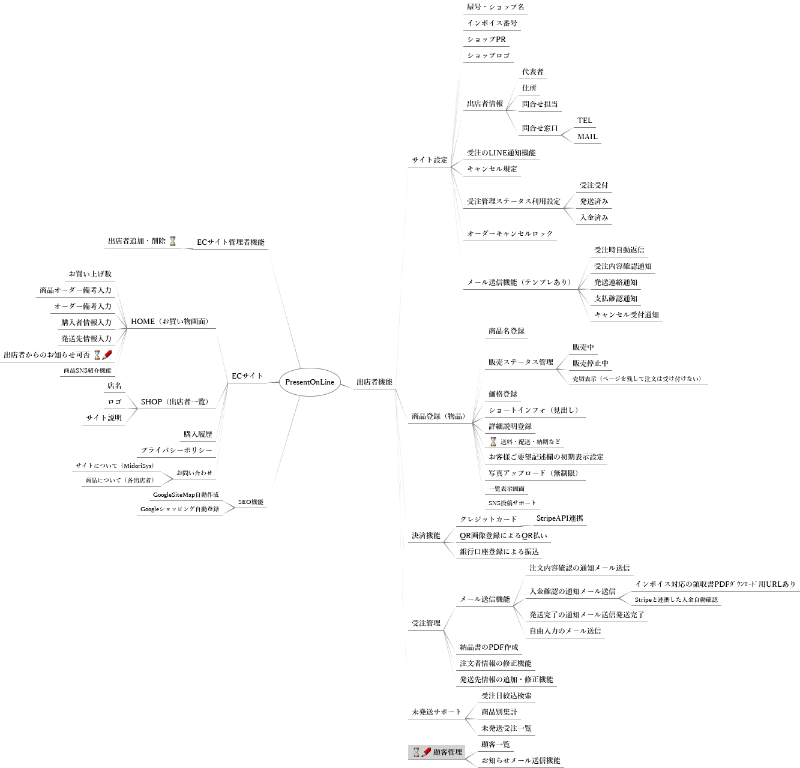 PresentOnLine
ECサイト管理者機能
出店者追加・削除
ECサイト
HOME（お買い物画面）
お買い上げ数
商品オーダー備考入力
オーダー備考入力
購入者情報入力
発送先情報入力
出店者からのお知らせ可否
商品SNS紹介機能
SHOP（出店者一覧）
店名
ロゴ
サイト説明
購入履歴
プライバシーポリシー
お問い合わせ
サイトについて（MidoriSys）
商品について（各出店者）
SEO機能
GoogleSiteMap自動作成
Googleショッピング自動登録
出店者機能
サイト設定
屋号・ショップ名
インボイス番号
ショップPR
ショップロゴ
出店者情報
代表者
住所
問合せ担当
問合せ窓口
TEL
MAIL
受注のLINE通知機能
キャンセル規定
受注管理ステータス利用設定
受注受付
発送済み
入金済み
オーダーキャンセルロック
メール送信機能（テンプレあり）
受注時自動返信
受注内容確認通知
発送連絡通知
支払確認通知
キャンセル受付通知
商品登録（物品）
商品名登録
販売ステータス管理
販売中
販売停止中
売切表示（ページを残して注文は受け付けない）
価格登録
ショートインフォ（見出し）
詳細説明登録
送料・配送・納期など
お客様ご要望記述欄の初期表示設定
写真アップロード（無制限）
一覧表示画面
SNS投稿サポート
決済機能
クレジットカード
StripeAPI連携
QR画像登録によるQR払い
銀行口座登録による振込
受注管理
メール送信機能
注文内容確認の通知メール送信
入金確認の通知メール送信
インボイス対応の領収書PDFﾀﾞｳﾝﾛｰﾄﾞ用URLあり
Stripeと連携した入金自動確認
発送完了の通知メール送信発送完了
自由入力のメール送信
納品書のPDF作成
注文者情報の修正機能
発送先情報の追加・修正機能
未発送サポート
受注日絞込検索
商品別集計
未発送受注一覧
顧客管理
顧客一覧
お知らせメール送信機能